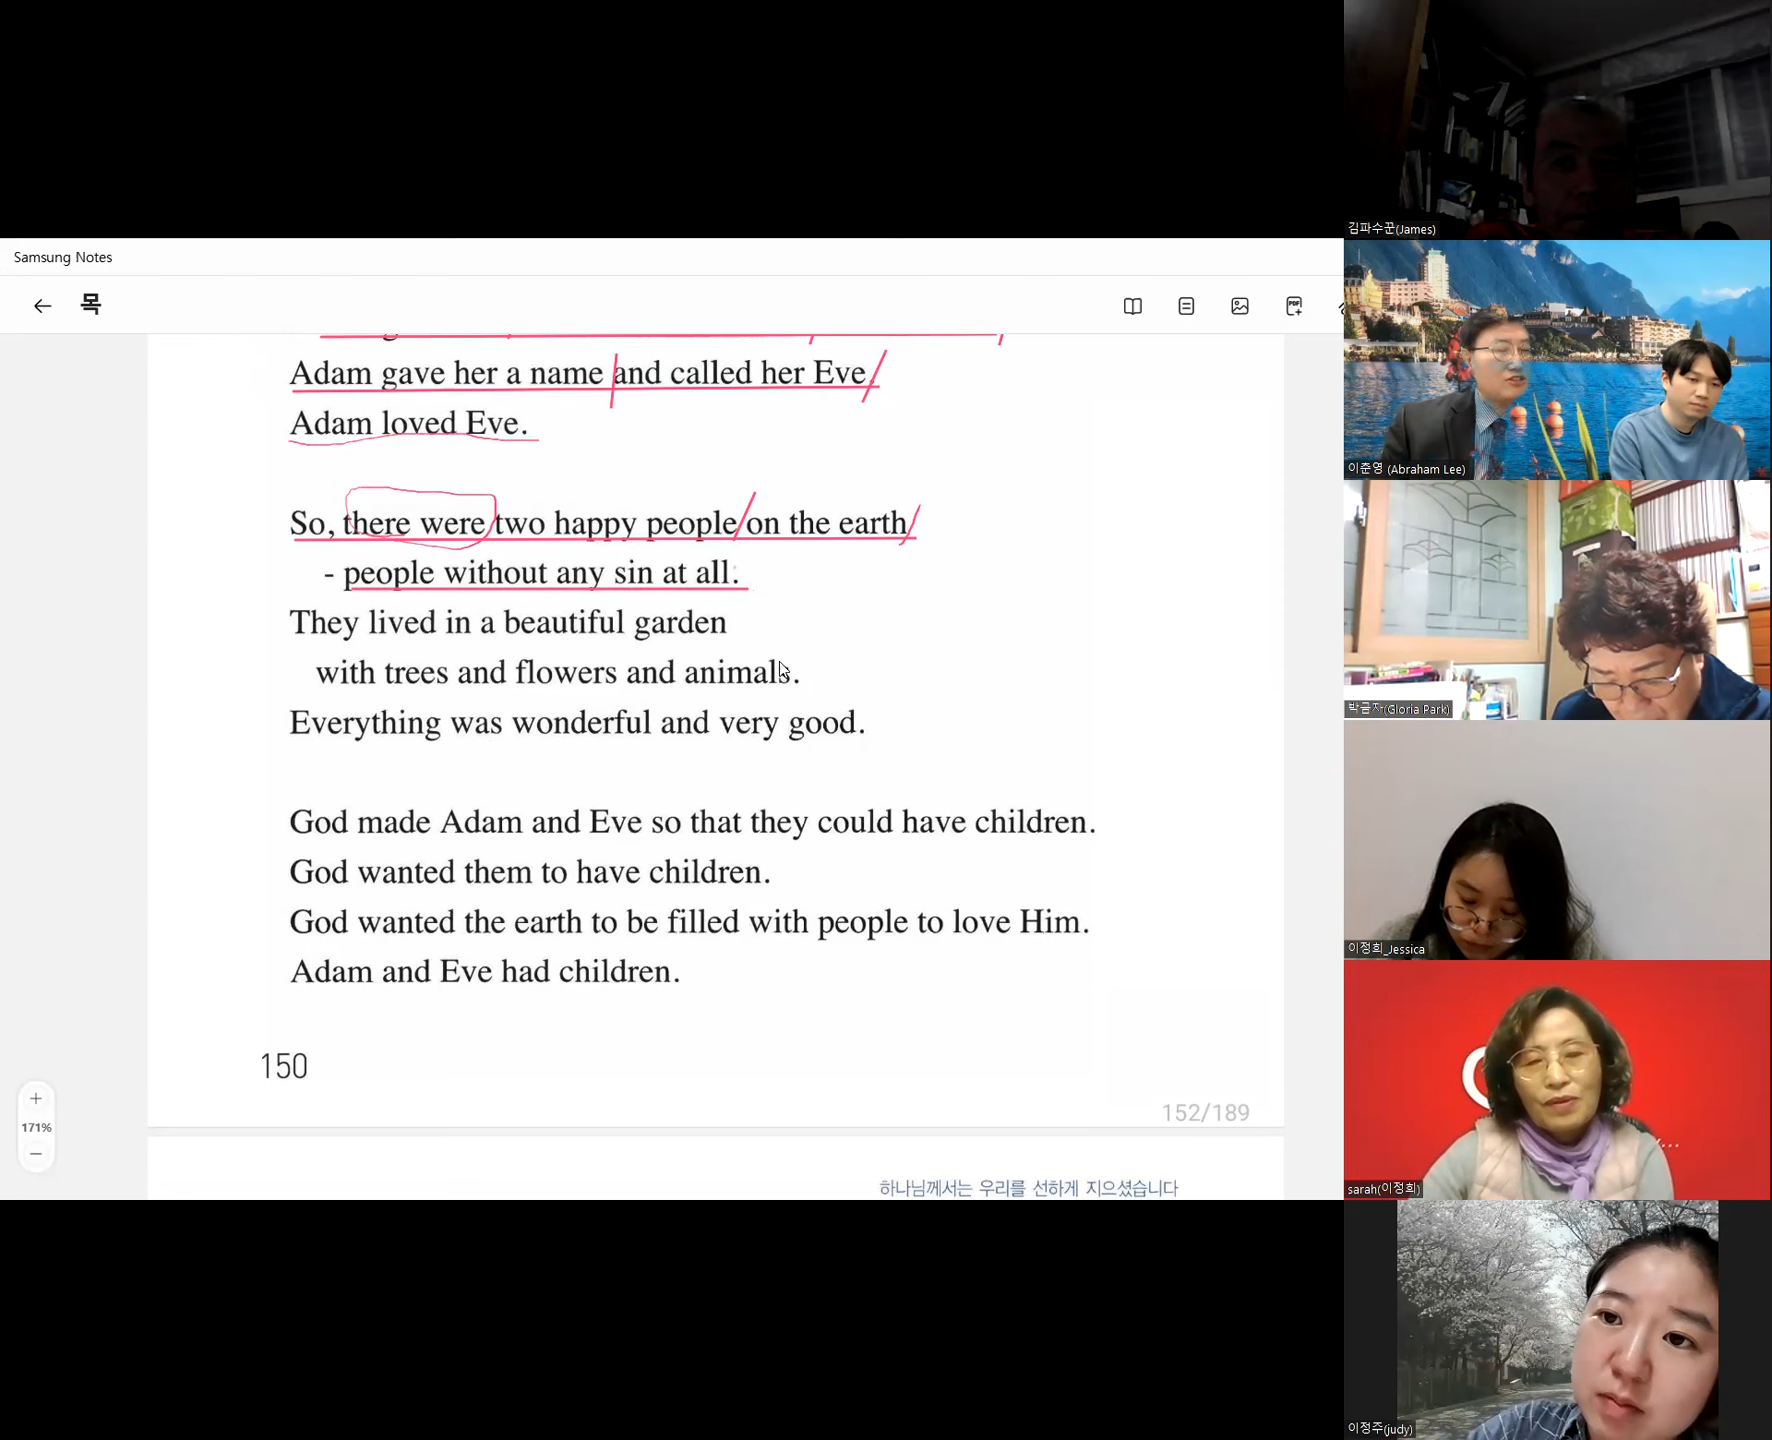 Samsung Notes
목
Adam gave her a name and called her Eve.
Adam loved Eve.
So, there were two happy people on the earth
- people without any sin at all.
They lived in a beautiful garden
with trees and flowers and animals.
Everything was wonderful and very good.
God made Adam and Eve so that they could have children.
God wanted them to have children.
God wanted the earth to be filled with people to love Him.
Adam and Eve had children.
150
152/189
171%
하나님께서는 우리를 선하게 지으셨습니다
김파수꾼(James)
이춘영 (Abraham Lee)
박금자(Gloria Park)
이정희_Jessica
sarah(이정희)
이정주(judy)